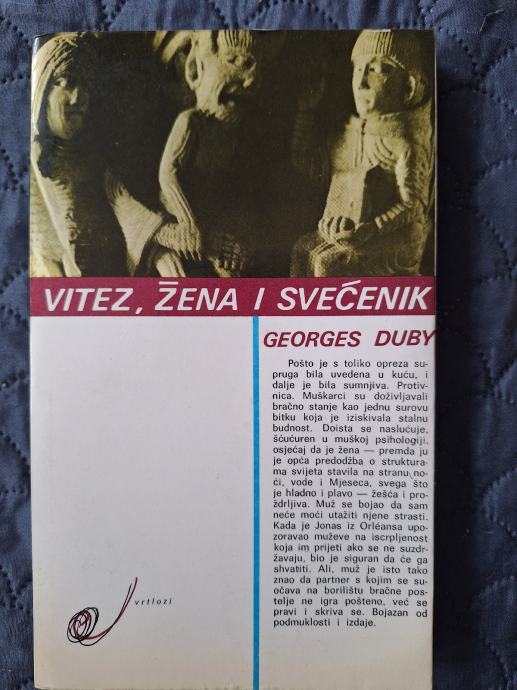 VITEZ, ŽENA I SVEĆENIK
GEORGES DUBY
Pošto je s toliko opreza su-
pruga bila uvedena u kuću, i
dalje je bila sumnjiva. Protiv-
nica. Muškarci su doživljavali
bračno stanje kao jednu surovu
bitku koja je iziskivala stalnu
budnost. Doista se naslućuje,
šćućuren u muškoj psihologiji,
osjećaj da je žena — premda ju
je opća predodžba o struktura-
ma svijeta stavila na stranu no-
ći, vode i Mjeseca, svega što
je hladno i plavo — žešća i pro-
ždrljiva. Muž se bojao da sam
neće moći utažiti njene strasti.
Kada je Jonas iz Orléansa upo-
zoravao muževe na iscrpljenost
koja im prijeti ako se ne suzdr-
žavaju, bio je siguran da će ga
shvatiti. Ali, muž je isto tako
znao da partner s kojim se su-
očava na borilištu bračne pos-
telje ne igra pošteno, već se
pravi i skriva se. Bojazan od
podmuklosti i izdaje.
vrtlozi